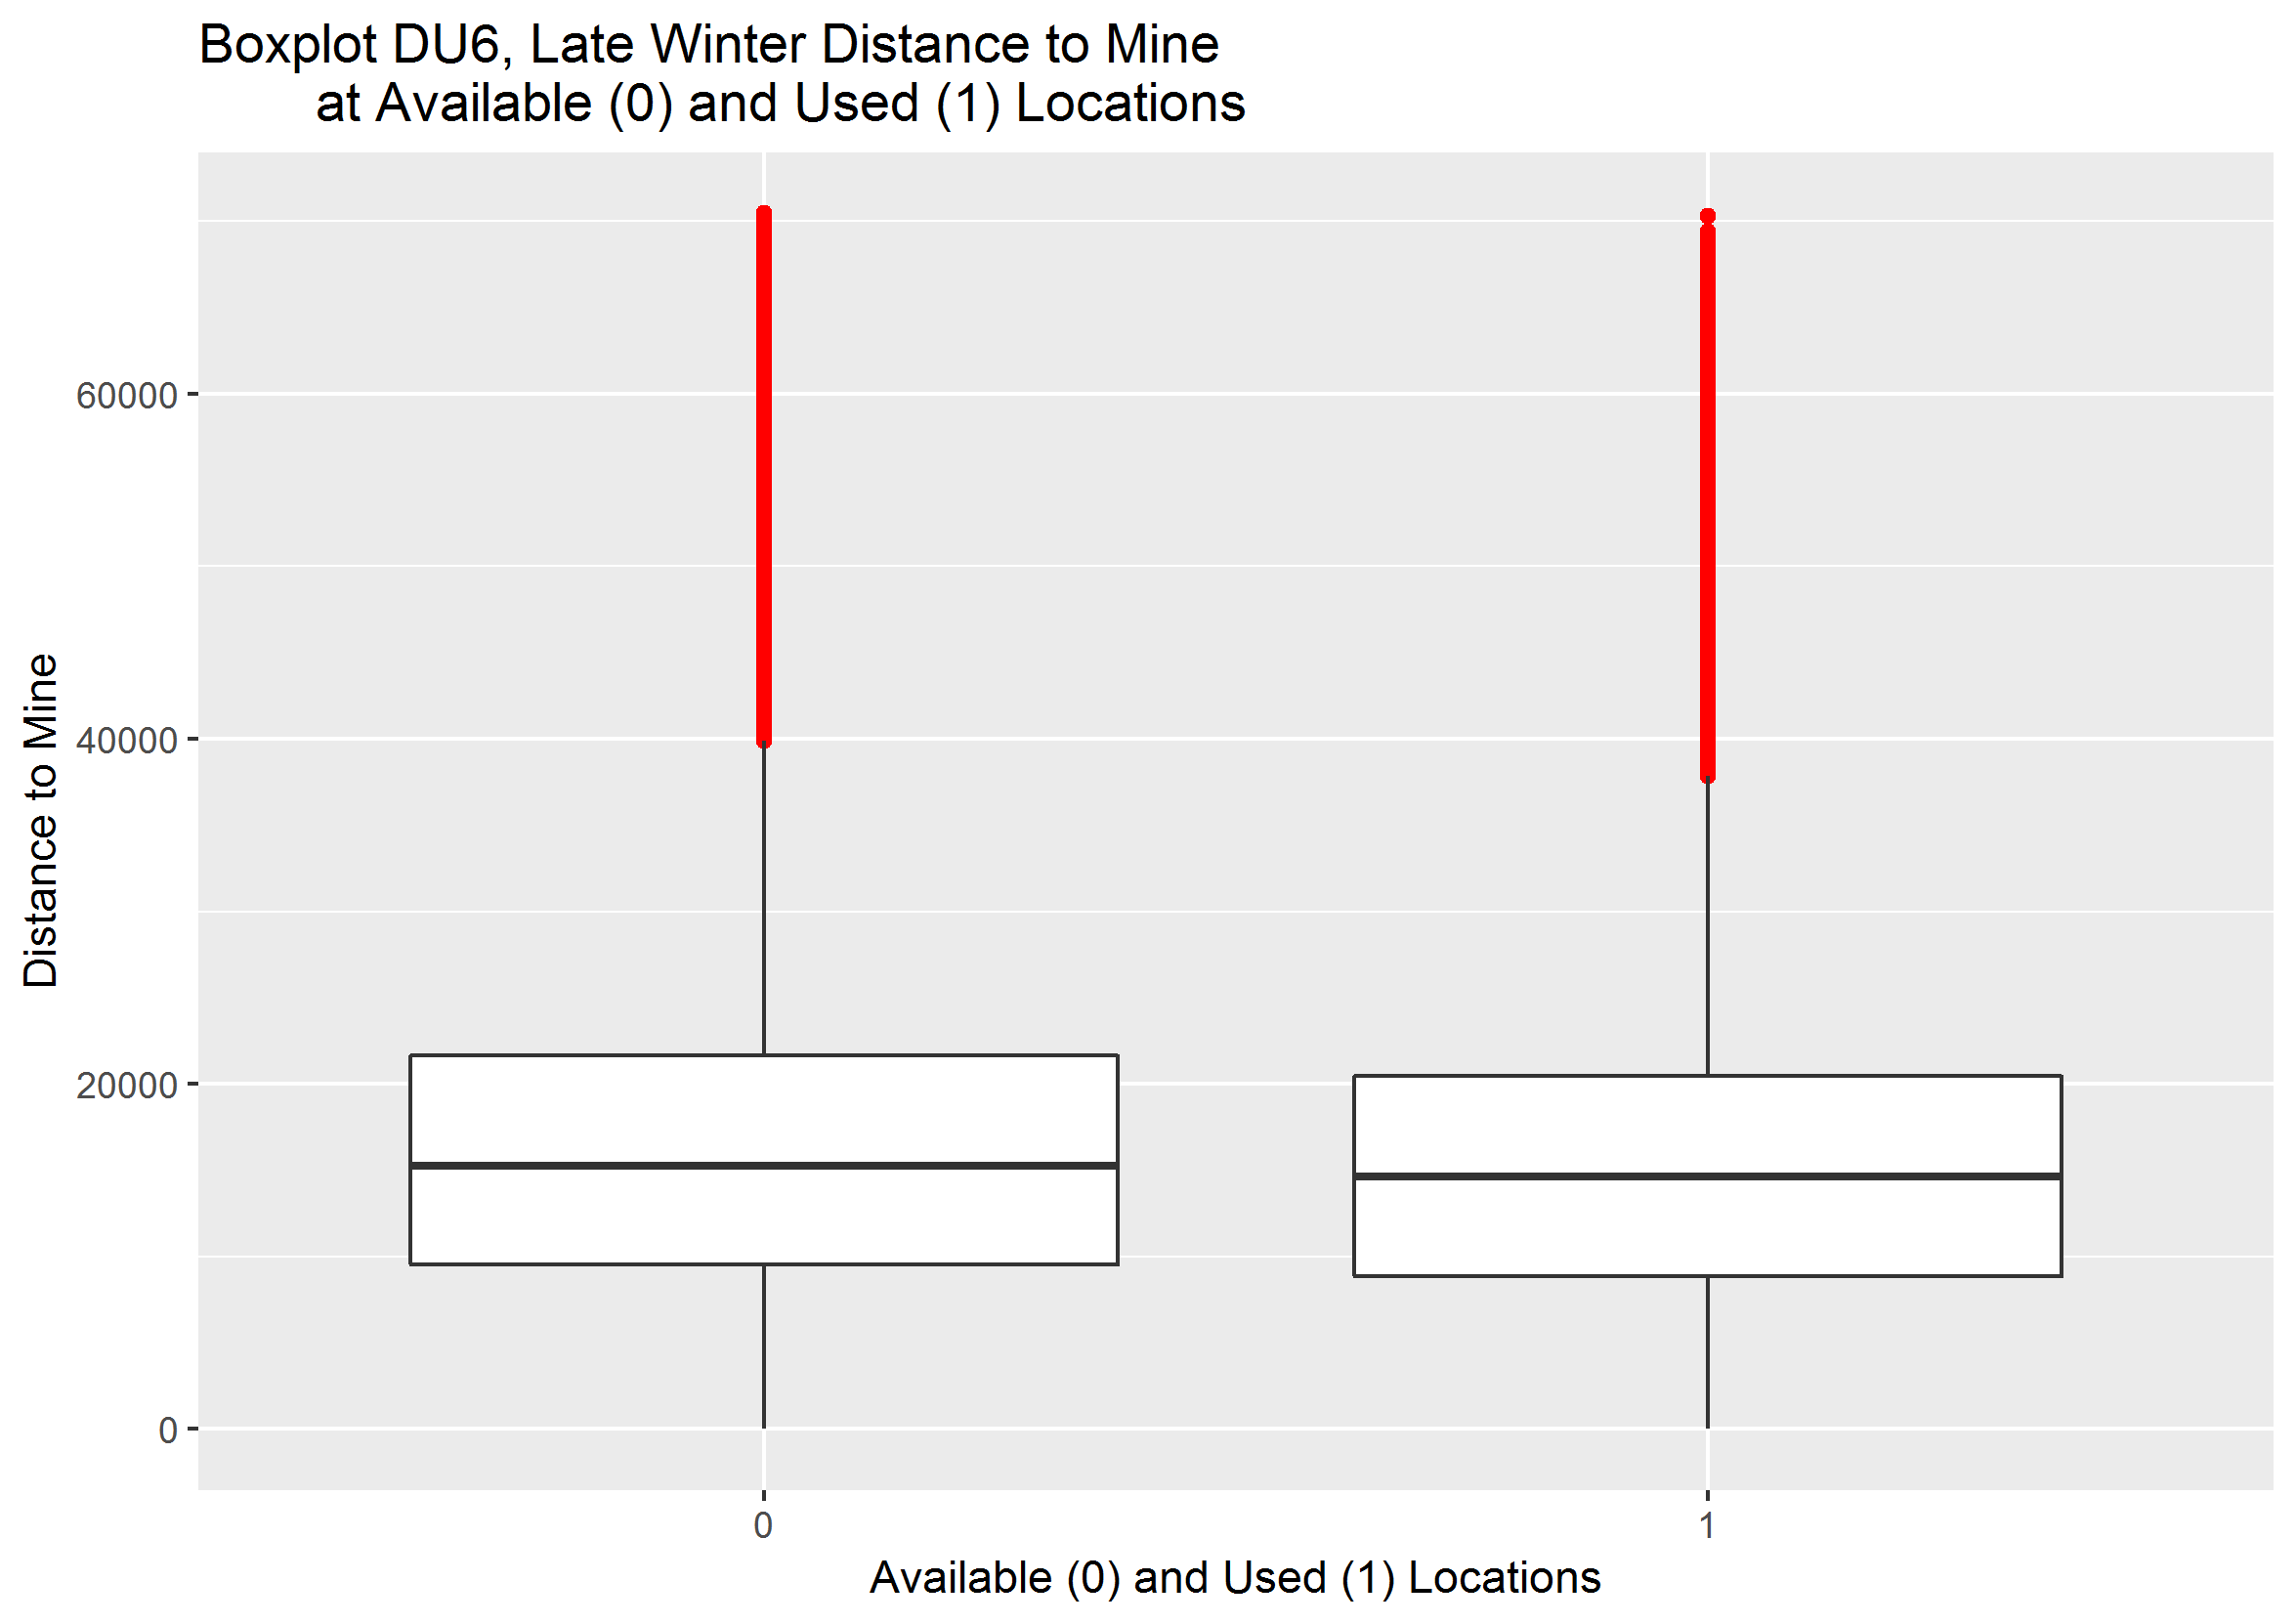 Boxplot DU6, Late Winter Distance to Mine
at Available (0) and Used (1) Locations
Distance to Mine
60000
40000
20000
0
0
1
Available (0) and Used (1) Locations